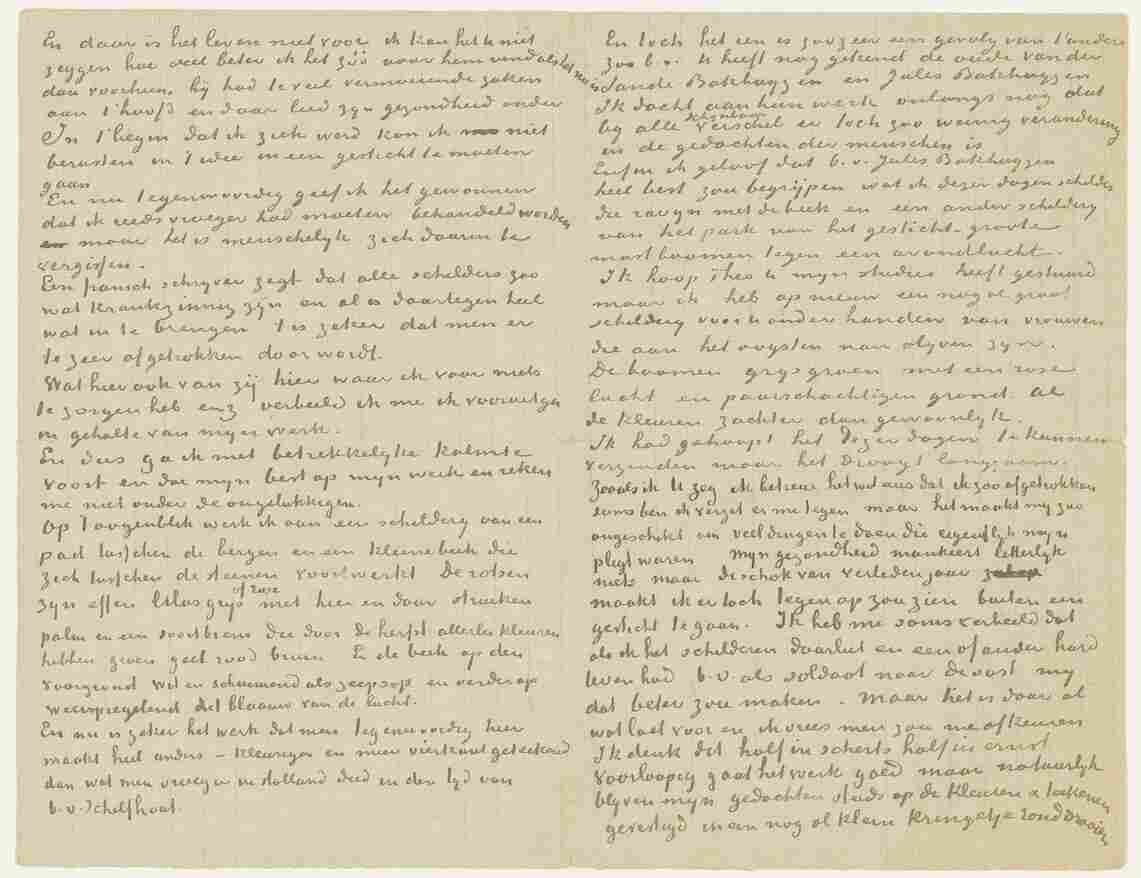 En daar is het leven niet voor ik kan het U niet
zeggen hoe veel beter ik het zóó voor hem vind als tot nu
dan voorheen, hij had te veel vermoeiende zaken
aan 't hoofd en daar leed zyn gezondheid onder
In 't begin dat ik ziek werd kon ik niet
berusten in 't idee in een gesticht te moeten
gaan
En nu tegenwoordig geef ik het gewonnen
dat ik reeds vroeger had moeten behandeld worden
en maar het is menschelyk zich daarin te
vergissen.
Een fransch schryver zegt dat alle schilders zoo
wat krankzinnig zyn en al is daartegen heel
wat in te brengen 't is zeker dat men er
te zeer afgetrokken door wordt.
Wat hier ook van zij hier waar ik voor niets
te zorgen heb enz verbeeld ik me ik vooruitga
in gehalte van myn werk.
En dus ga ik met betrekkelyke kalmte
voort en doe myn best op myn werk en reken
me niet onder de ongelukkigen.
Op 't oogenblik werk ik aan een schildery van een
pad tusschen de bergen en een kleine beek die
zich tusschen de steenen voortwerkt De rotsen
zyn effen lilas grys of rose met hier en daar struiken
palm en een soort brem die door de herfst allerlei kleuren
hebben groen geel rood bruin En de beek op den
voorgrond wit en schuimend als zeepsop en verderop
weerspiegelend het blaauw van de lucht.
En nu is zeker het werk dat men tegenwoordig hier
maakt heel anders – kleuriger en meer vierkant geteekend
dan wat men vroeger in Holland deed in den tyd van
b.v. Schelfhout.
En toch het een is zoo zeer een gevolg van 't andere
zoo b.v. U heeft nog gekend de oude van der
Sande Bakhuyzen en Jules Bakhuyzen
Ik dacht aan hun werk onlangs nog dat
by alle schynbaar verschil er toch zoo weinig verandering
in de gedachten der menschen is
Enfin ik geloof dat b.v. Jules Bakhuyzen
heel best zou begrypen wat ik dezer dagen schilder
die ravyn met de beek en een ander schildery
van het park van het gesticht – groote
mastboomen tegen een avondlucht.
Ik hoop Theo U myn studies heeft gestuurd
maar ik heb op nieuw een nog al groot
schildery voor U onder handen van vrouwen
die aan het oogsten van olyven zyn.
De boomen grysgroen met een rose
lucht en paarschachtigen grond. Al
de kleuren zachter dan gewoonlyk.
Ik had gehoopt het dezer dagen te kunnen
verzenden maar het droogt langzaam.
Zooals ik U zeg ik betreur het wel eens dat ik zoo afgetrokken
soms ben ik verzet er me tegen maar het maakt my zoo
ongeschikt om veel dingen te doen die eigenlyk myn
pligt waren myn gezondheid mankeert letterlyk
niets maar de schok van verleden jaar
maakt ik er toch tegen op zou zien buiten een
gesticht te gaan. Ik heb me soms verbeeld dat
als ik het schilderen daarliet en een of ander hard
leven had b.v. als soldaat naar de oost my
dat beter zou maken. Maar het is daar al
wat laat voor en ik vrees men zou me afkeuren
Ik denk dit half in scherts half in ernst
Voorloopig gaat het werk goed maar natuurlyk
blyven myn gedachten steeds op de kleuren & teekenen
gevestigd in een nog al klein kringetje ronddraaien